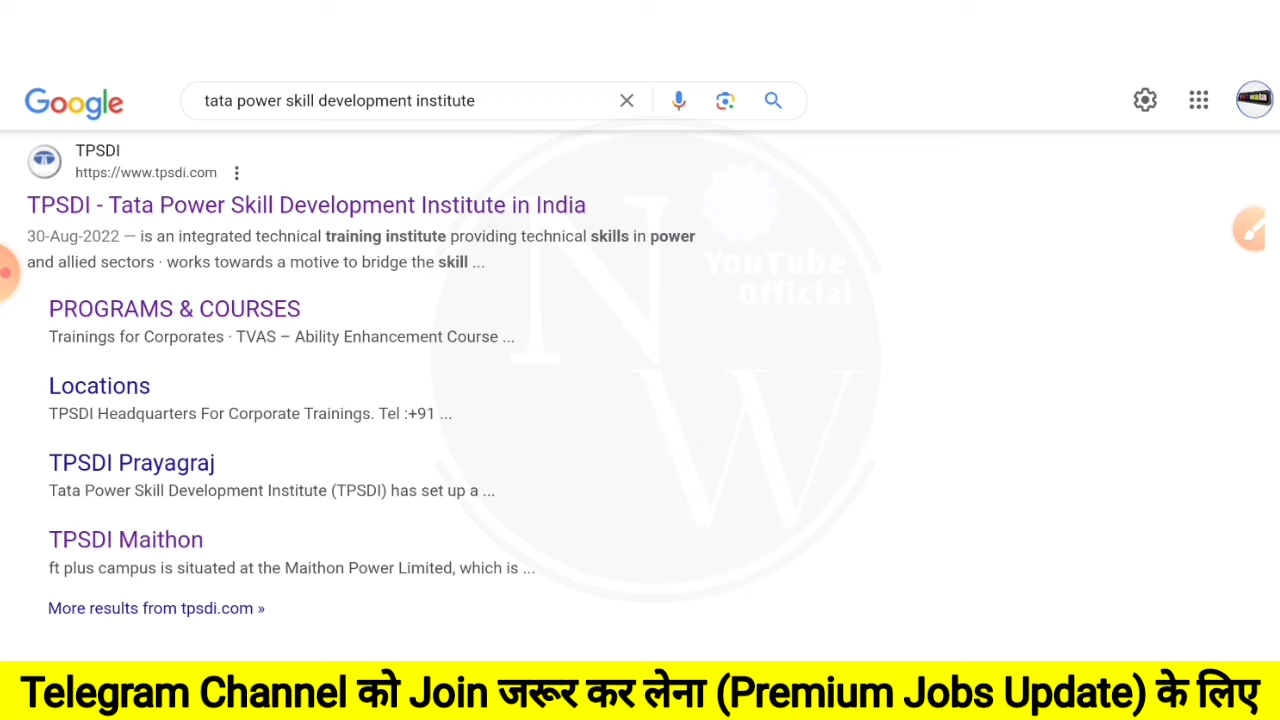 Google
tata power skill development institute
TPSDI
https://www.tpsdi.com
TPSDI - Tata Power Skill Development Institute in India
30-Aug-2022 — is an integrated technical training institute providing technical skills in power
and allied sectors · works towards a motive to bridge the skill ...
YouTube
Official
N
W
PROGRAMS & COURSES
Trainings for Corporates · TVAS – Ability Enhancement Course ...
Locations
TPSDI Headquarters For Corporate Trainings. Tel :+91 ...
TPSDI Prayagraj
Tata Power Skill Development Institute (TPSDI) has set up a ...
TPSDI Maithon
ft plus campus is situated at the Maithon Power Limited, which is ...
More results from tpsdi.com »
Telegram Channel को Join जरूर कर लेना (Premium Jobs Update) के लिए